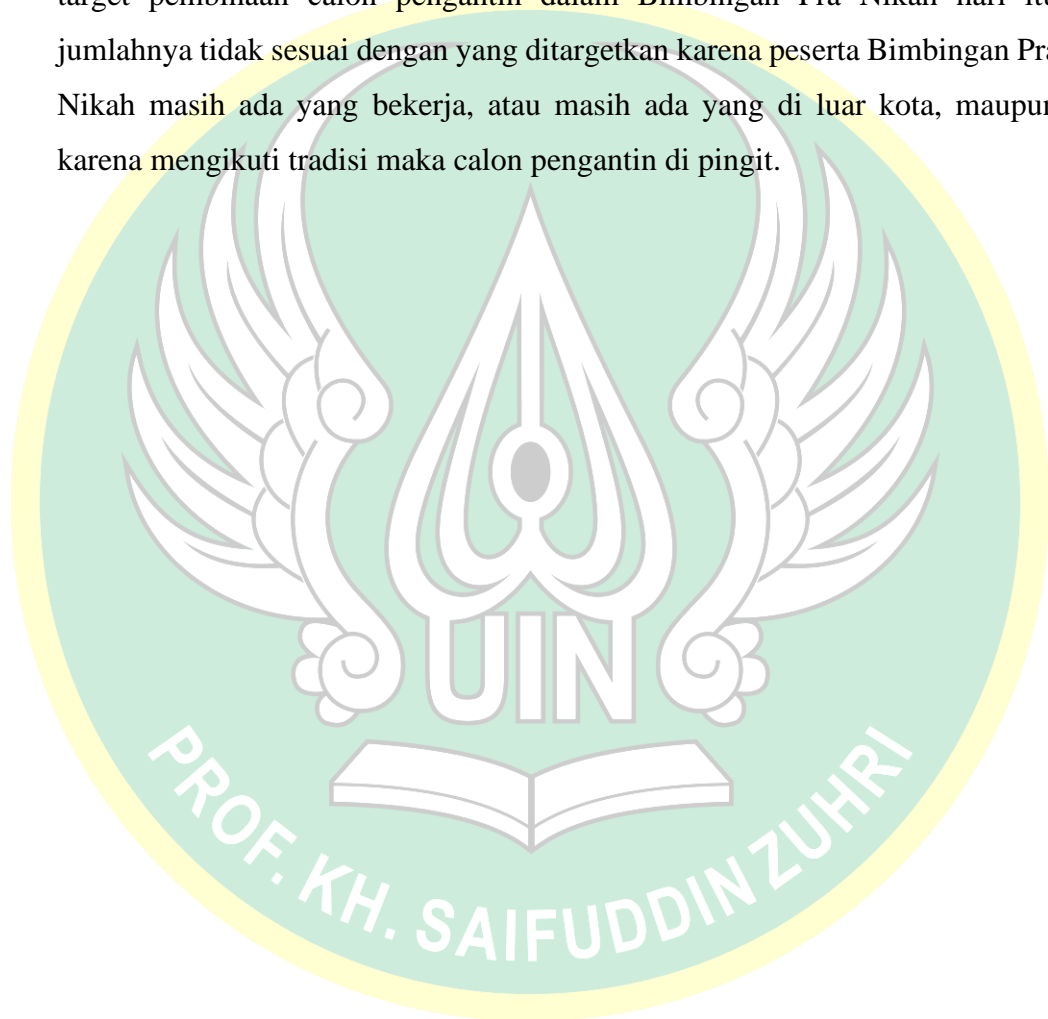 target pembinaan calon pengantin dalam Bimbingan Pra Nikah hari itu
jumlahnya tidak sesuai dengan yang ditargetkan karena peserta Bimbingan Pra
Nikah masih ada yang bekerja, atau masih ada yang di luar kota, maupun
karena mengikuti tradisi maka calon pengantin di pingit.
UIN
PROF. KH. SAIFUDDIN ZUHRI